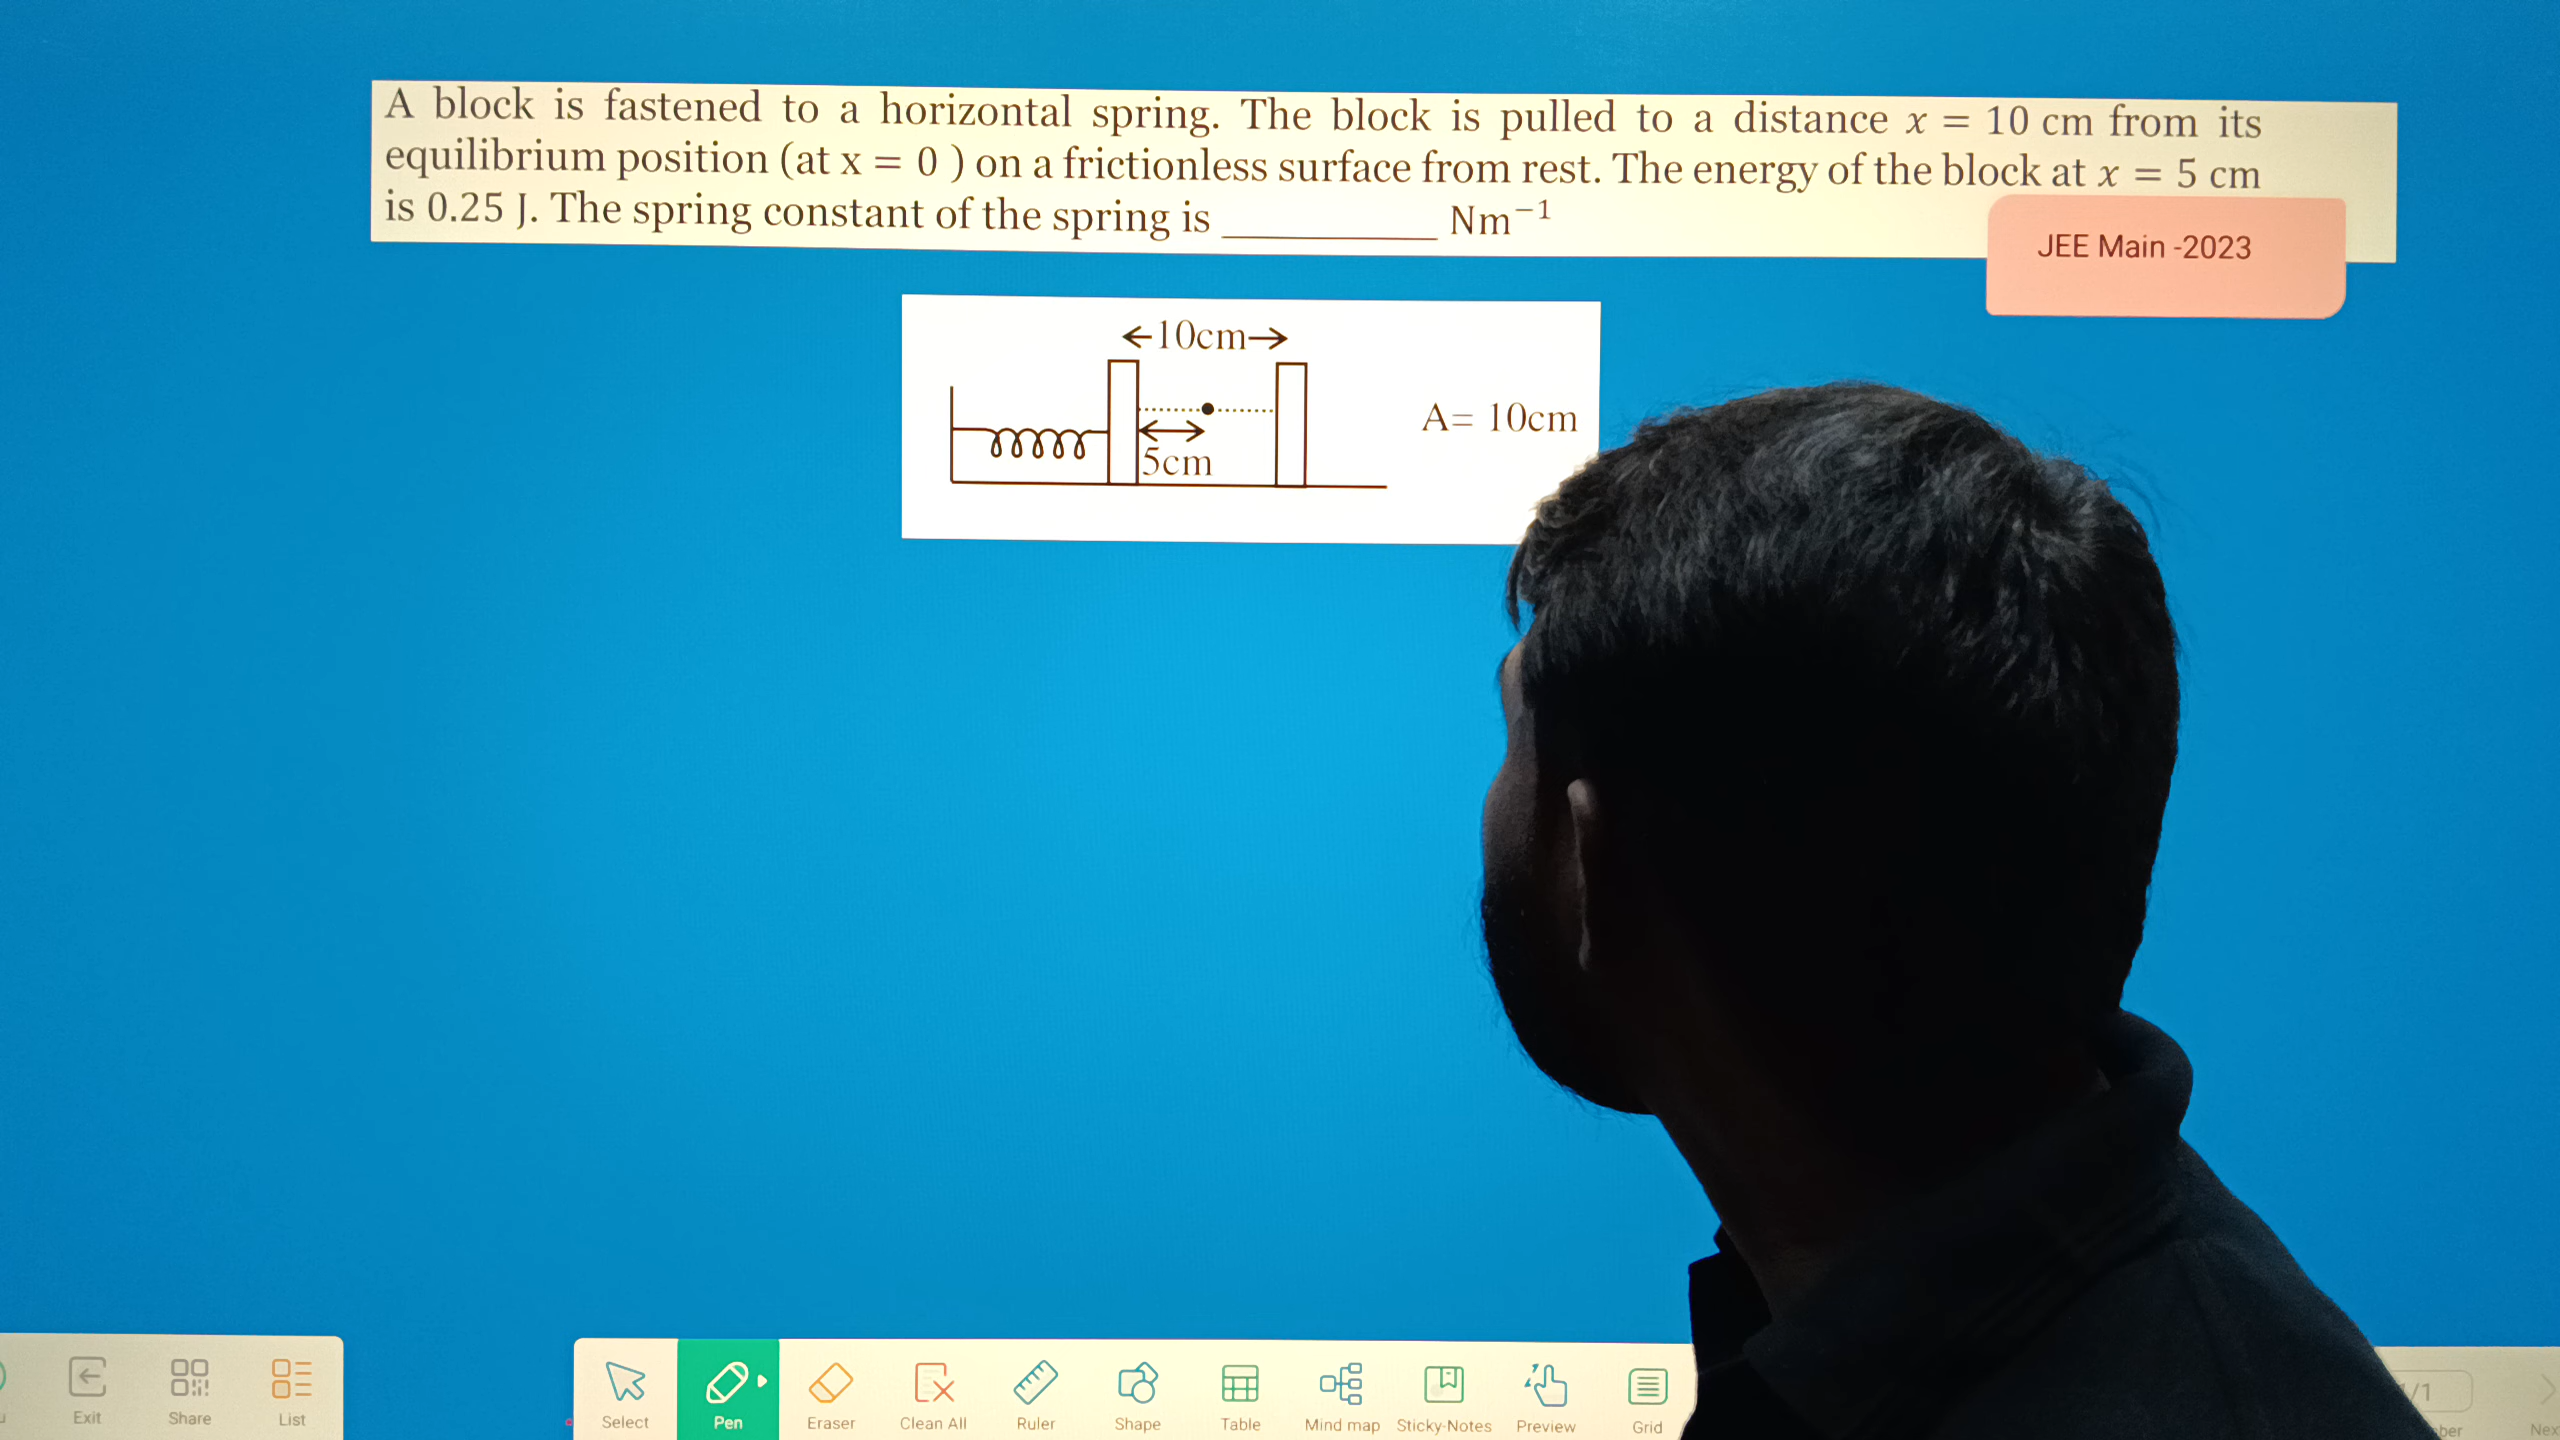 A block is fastened to a horizontal spring. The block is pulled to a distance x = 10 cm from its
equilibrium position (at x = 0 ) on a frictionless surface from rest. The energy of the block at x = 5 cm
is 0.25 J. The spring constant of the spring is __________ Nm⁻¹
JEE Main -2023
10cm
A= 10cm
5cm
Exit
Share
List
Select
Pen
Eraser
Clean All
Ruler
Shape
Table
Mind map
Sticky-Notes
Preview
Grid
/1